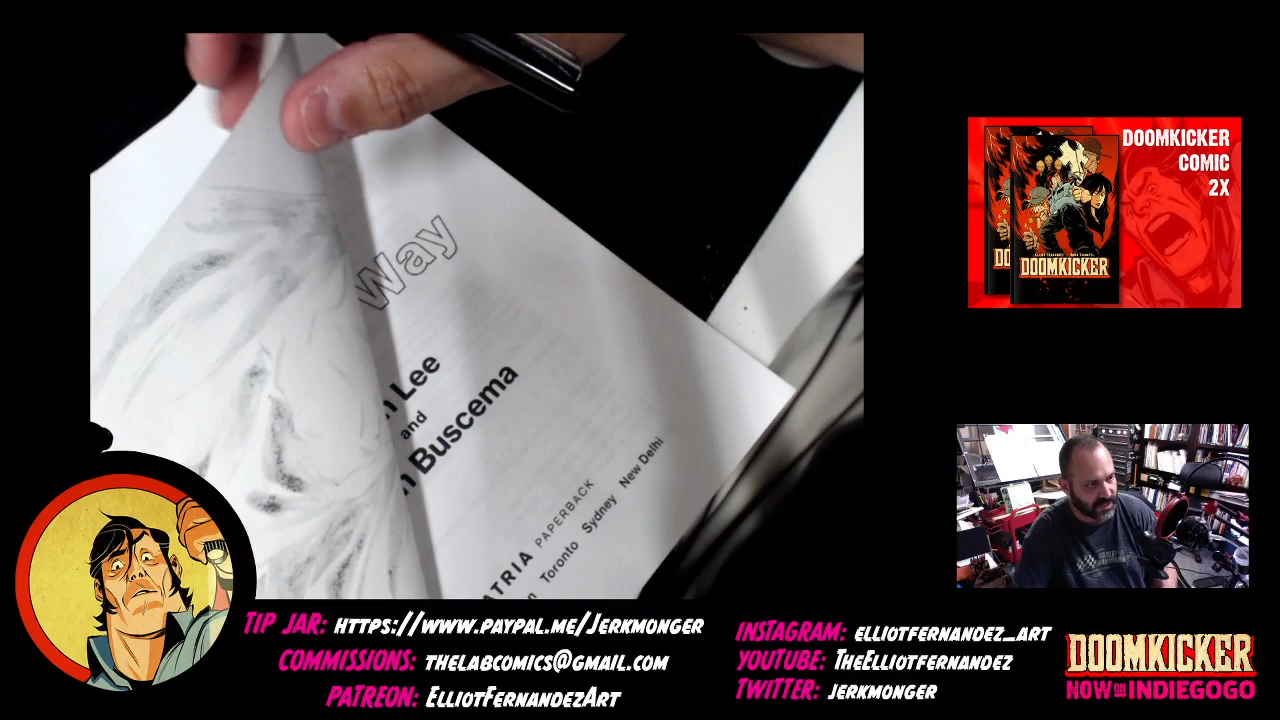 DOOMKICKER
COMIC
2X
DOOMKICKER
Way
Lee
and
Buscema
PAPERBACK
Toronto Sydney New Delhi
TIP JAR: HTTPS://WWW.PAYPAL.ME/JERKMONGER
COMMISSIONS: THELABCOMICS@GMAIL.COM
PATREON: ELLIOTFERNANDEZART
INSTAGRAM: ELLIOTFERNANDEZ_ART
YOUTUBE: THEELLIOTFERNANDEZ
TWITTER: JERKMONGER
DOOMKICKER
NOW ON INDIEGOGO